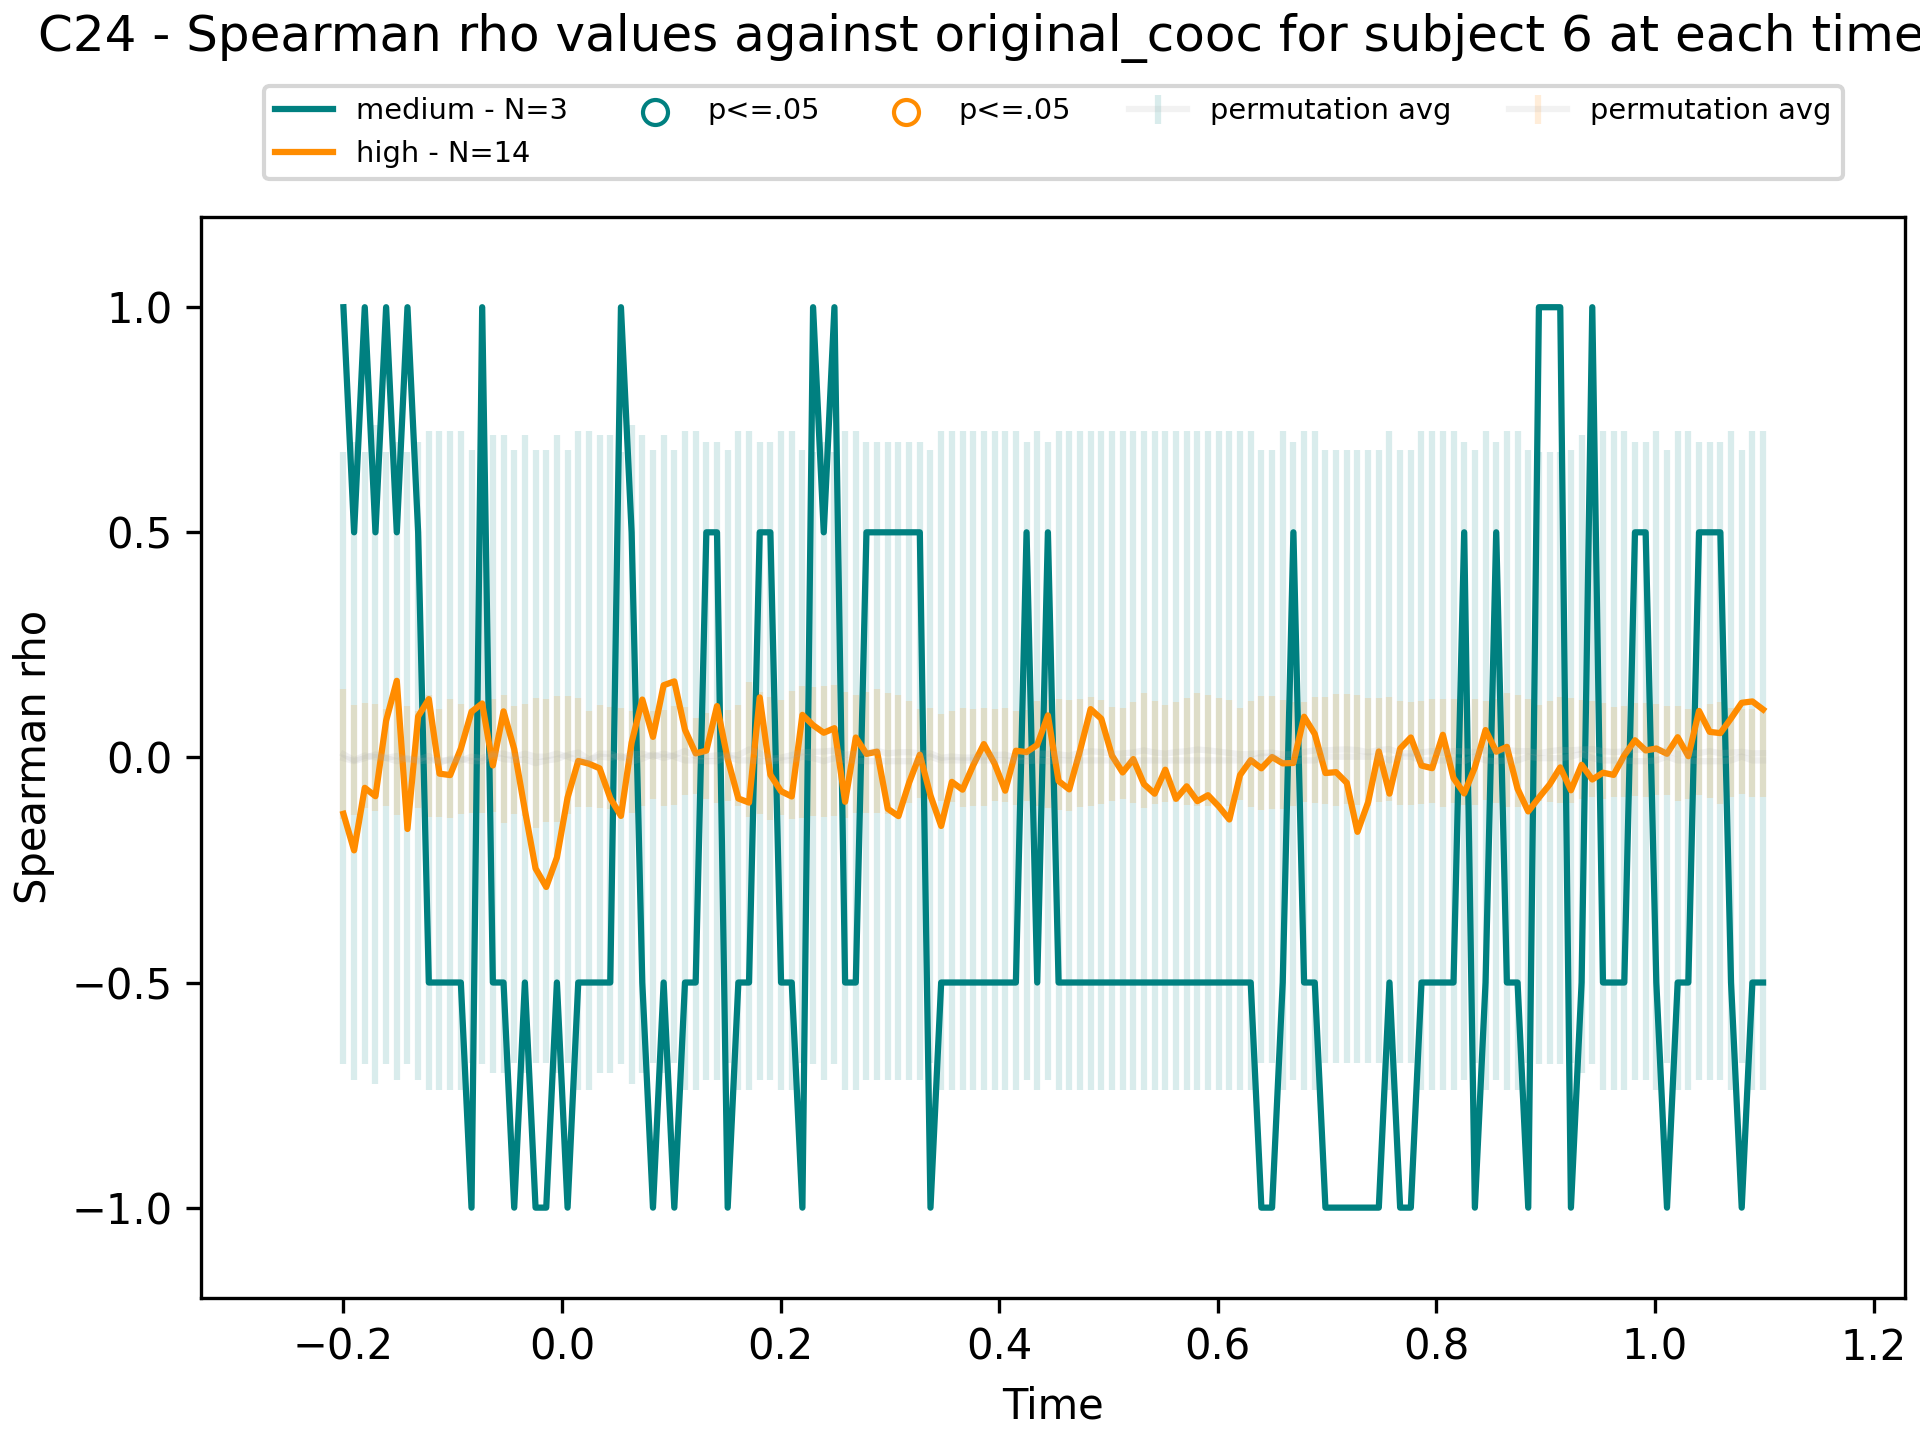 C24 - Spearman rho values against original_cooc for subject 6 at each time
medium - N=3
high - N=14
p<=.05
p<=.05
permutation avg
permutation avg
Spearman rho
1.0
0.5
0.0
−0.5
−1.0
−0.2 0.0 0.2 0.4 0.6 0.8 1.0 1.2
Time